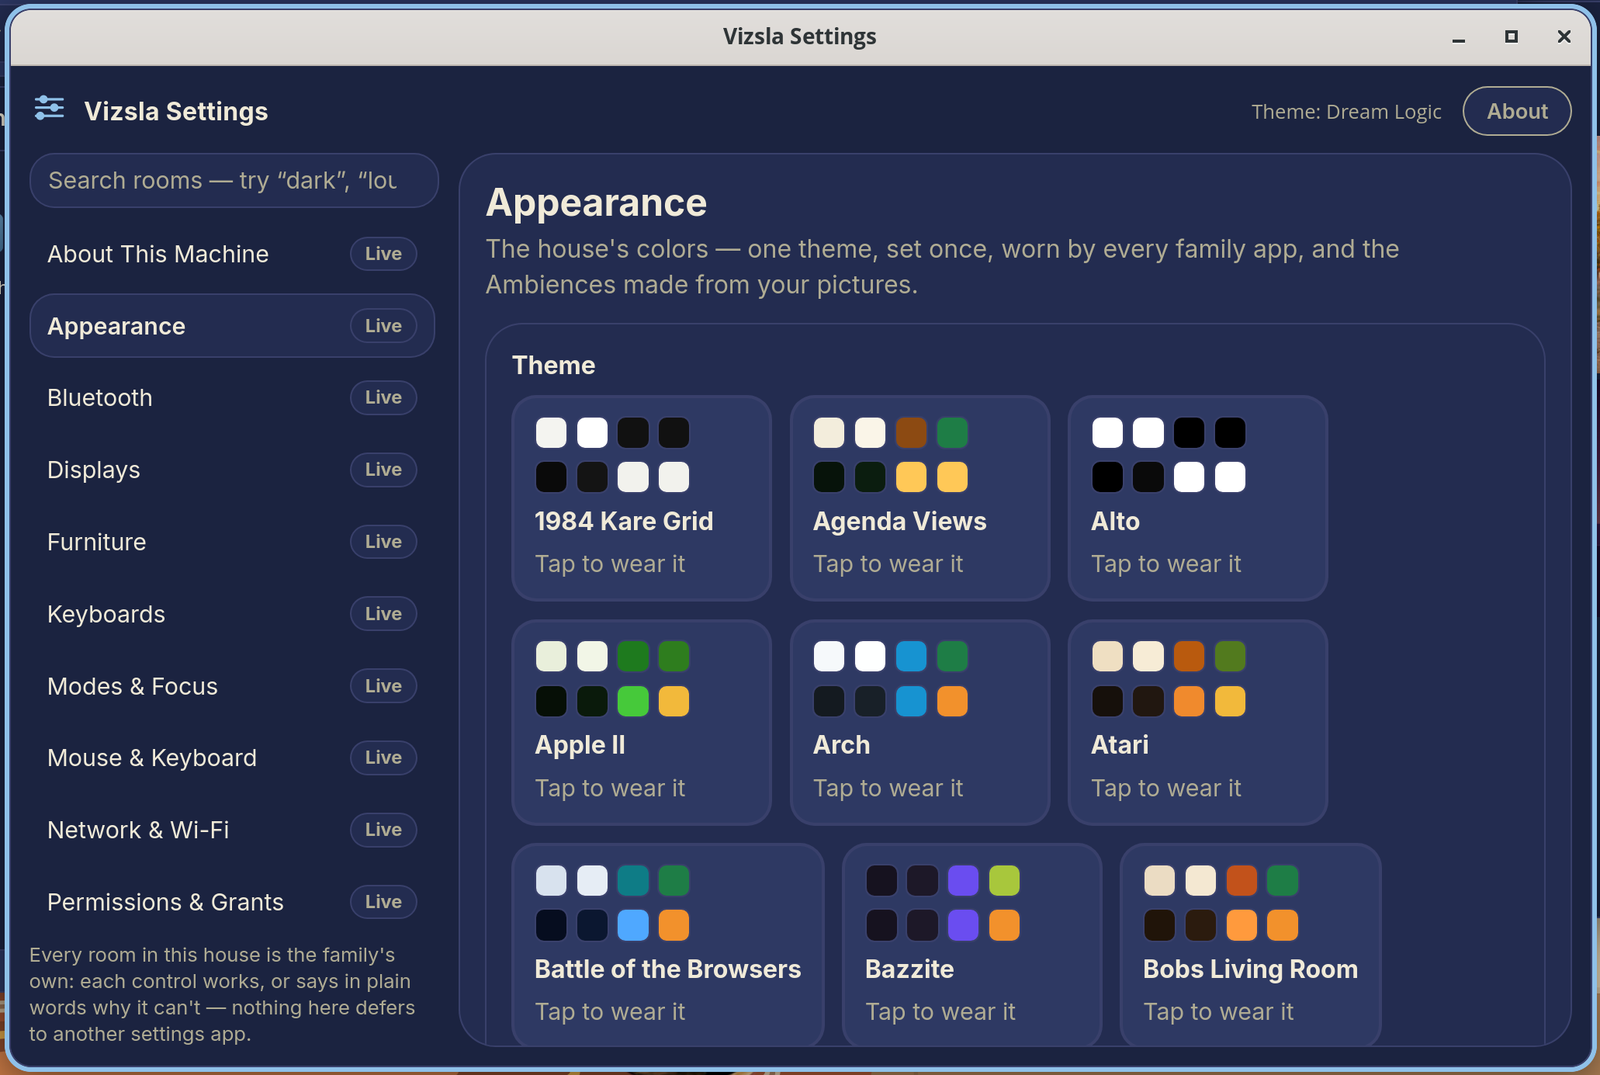 Vizsla Settings
Vizsla Settings
Theme: Dream Logic
About
Search rooms — try “dark”, “lou
About This Machine
Live
Appearance
Live
Bluetooth
Live
Displays
Live
Furniture
Live
Keyboards
Live
Modes & Focus
Live
Mouse & Keyboard
Live
Network & Wi-Fi
Live
Permissions & Grants
Live
Every room in this house is the family's
own: each control works, or says in plain
words why it can't — nothing here defers
to another settings app.
Appearance
The house's colors — one theme, set once, worn by every family app, and the
Ambiences made from your pictures.
Theme
1984 Kare Grid
Tap to wear it
Agenda Views
Tap to wear it
Alto
Tap to wear it
Apple II
Tap to wear it
Arch
Tap to wear it
Atari
Tap to wear it
Battle of the Browsers
Tap to wear it
Bazzite
Tap to wear it
Bobs Living Room
Tap to wear it